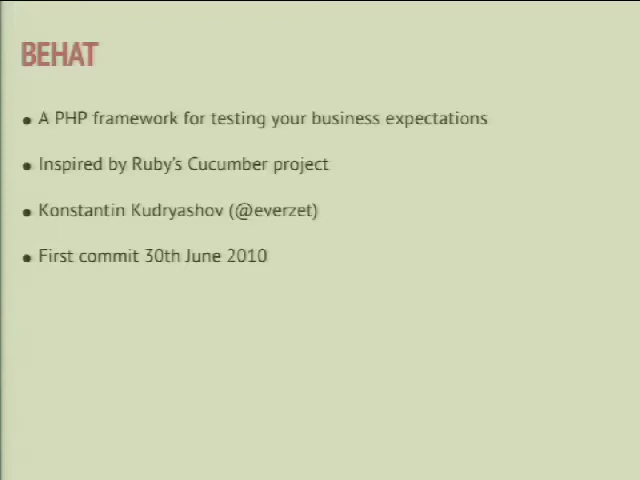 BEHAT
• A PHP framework for testing your business expectations
• Inspired by Ruby's Cucumber project
• Konstantin Kudryashov (@everzet)
• First commit 30th June 2010